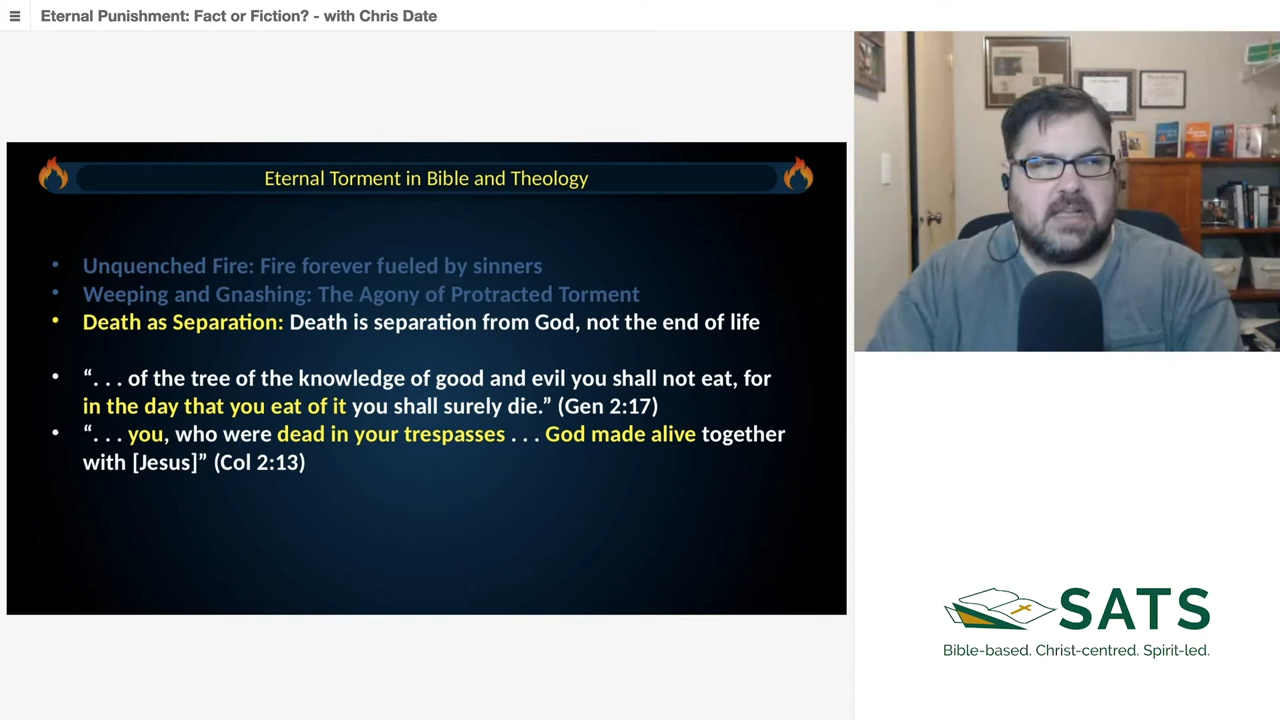 Eternal Punishment: Fact or Fiction? - with Chris Date
Eternal Torment in Bible and Theology
• Unquenched Fire: Fire forever fueled by sinners
• Weeping and Gnashing: The Agony of Protracted Torment
• Death as Separation: Death is separation from God, not the end of life
• “. . . of the tree of the knowledge of good and evil you shall not eat, for
in the day that you eat of it you shall surely die.” (Gen 2:17)
• “. . . you, who were dead in your trespasses . . . God made alive together
with [Jesus]” (Col 2:13)
SATS
Bible-based. Christ-centred. Spirit-led.